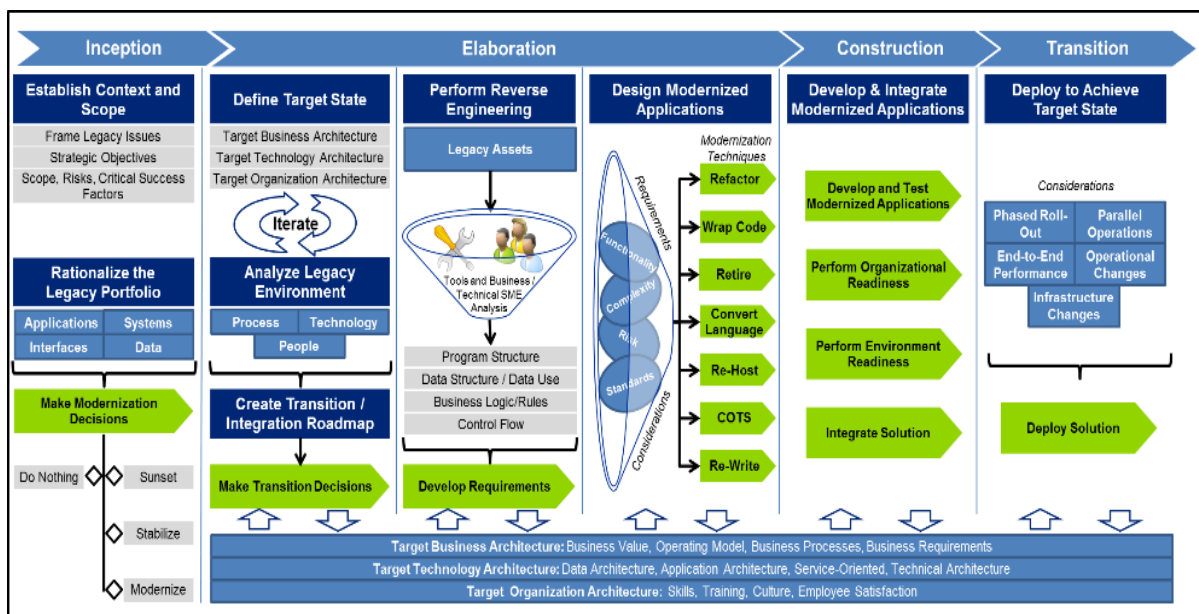 Inception
Elaboration
Construction
Transition
Establish Context and
Scope
Frame Legacy Issues
Strategic Objectives
Scope, Risks, Critical Success
Factors
Rationalize the
Legacy Portfolio
Applications
Systems
Interfaces
Data
Make Modernization
Decisions
Do Nothing
Sunset
Stabilize
Modernize
Define Target State
Target Business Architecture
Target Technology Architecture
Target Organization Architecture
Iterate
Analyze Legacy
Environment
Process
Technology
People
Create Transition /
Integration Roadmap
Make Transition Decisions
Perform Reverse
Engineering
Legacy Assets
Tools and Business /
Technical SME
Analysis
Program Structure
Data Structure / Data Use
Business Logic/Rules
Control Flow
Develop Requirements
Design Modernized
Applications
Requirements
Functionality
Complexity
Risk
Standards
Considerations
Modernization
Techniques
Refactor
Wrap Code
Retire
Convert
Language
Re-Host
COTS
Re-Write
Develop & Integrate
Modernized Applications
Develop and Test
Modernized Applications
Perform Organizational
Readiness
Perform Environment
Readiness
Integrate Solution
Deploy to Achieve
Target State
Considerations
Phased Roll-
Out
Parallel
Operations
End-to-End
Performance
Operational
Changes
Infrastructure
Changes
Deploy Solution
Target Business Architecture: Business Value, Operating Model, Business Processes, Business Requirements
Target Technology Architecture: Data Architecture, Application Architecture, Service-Oriented, Technical Architecture
Target Organization Architecture: Skills, Training, Culture, Employee Satisfaction